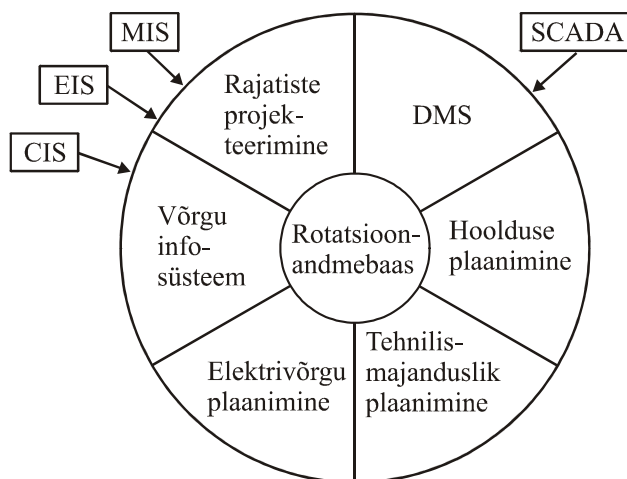 MIS
SCADA
EIS
CIS
Rajatiste
projek-
teerimine
DMS
Võrgu
info-
süsteem
Rotatsioon-
andmebaas
Hoolduse
plaanimine
Elektrivõrgu
plaanimine
Tehnilis-
majanduslik
plaanimine